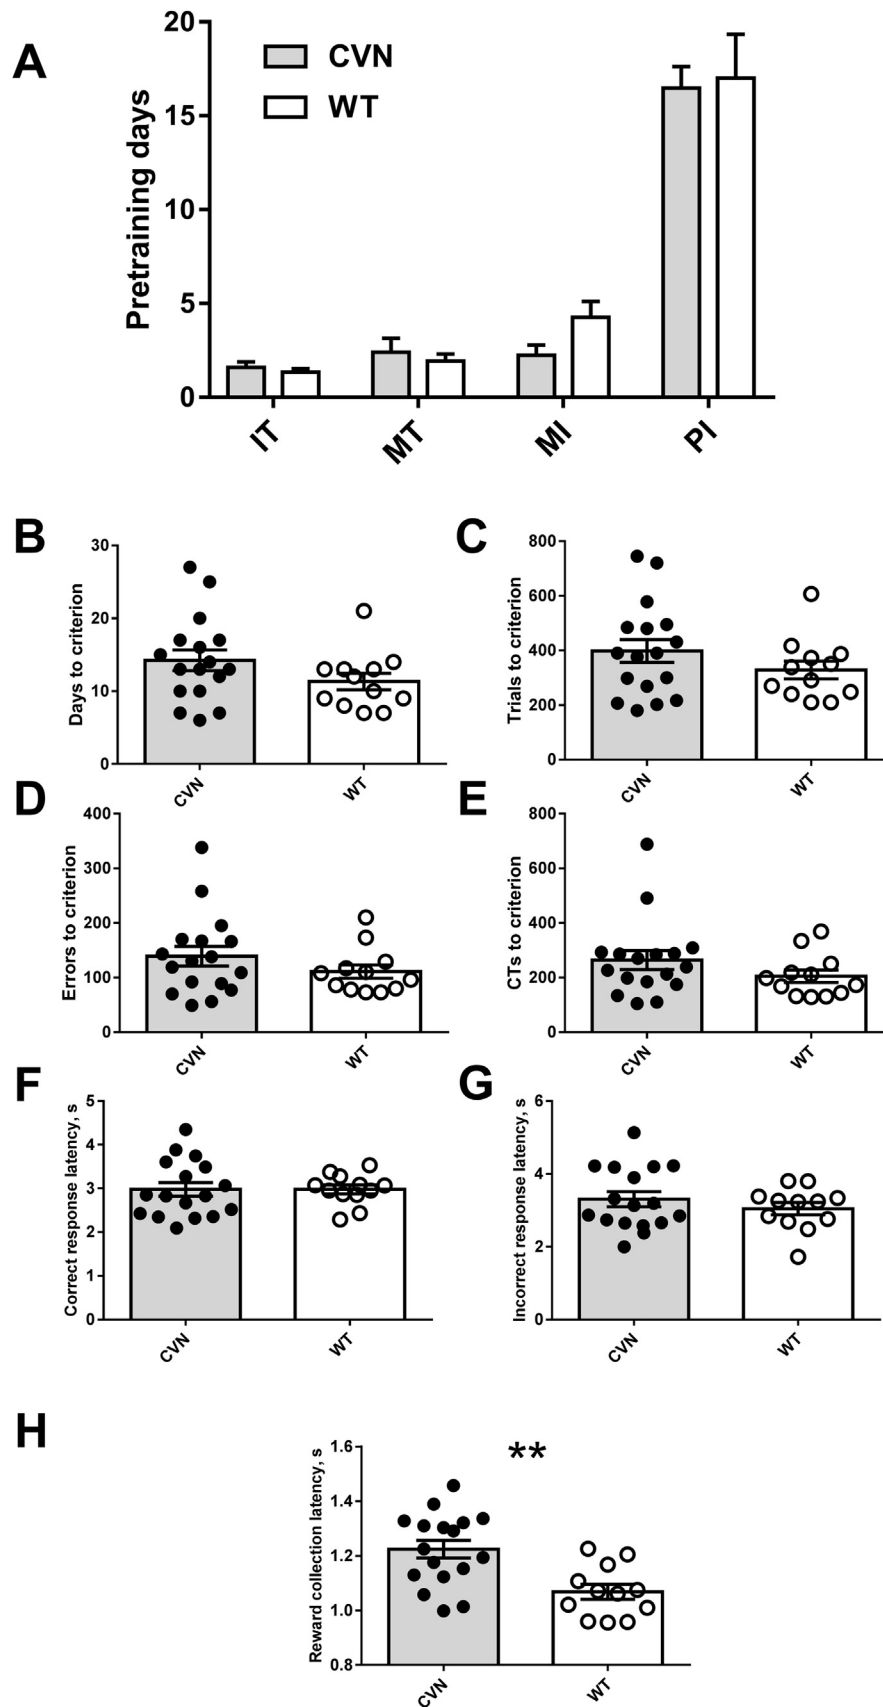 A
Pretraining days
20
15
10
5
0
CVN
WT
IT
MT
MI
PI
B
Days to criterion
30
20
10
0
CVN
WT
C
Trials to criterion
800
600
400
200
0
CVN
WT
D
Errors to criterion
400
300
200
100
0
CVN
WT
E
CTs to criterion
800
600
400
200
0
CVN
WT
F
Correct response latency, s
5
4
3
2
1
0
CVN
WT
G
Incorrect response latency, s
6
4
2
0
CVN
WT
H
Reward collection latency, s
1.6
1.4
1.2
1.0
0.8
**
CVN
WT